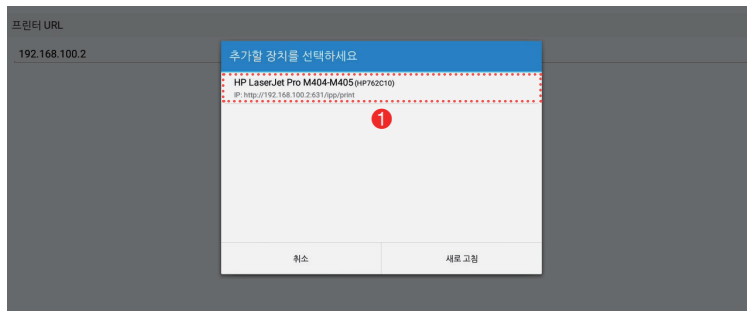 프린터 URL
192.168.100.2
추가할 장치를 선택하세요
HP LaserJet Pro M404-M405 (HP762C10)
IP: http://192.168.100.2:631/ipp/print
1
취소
새로 고침